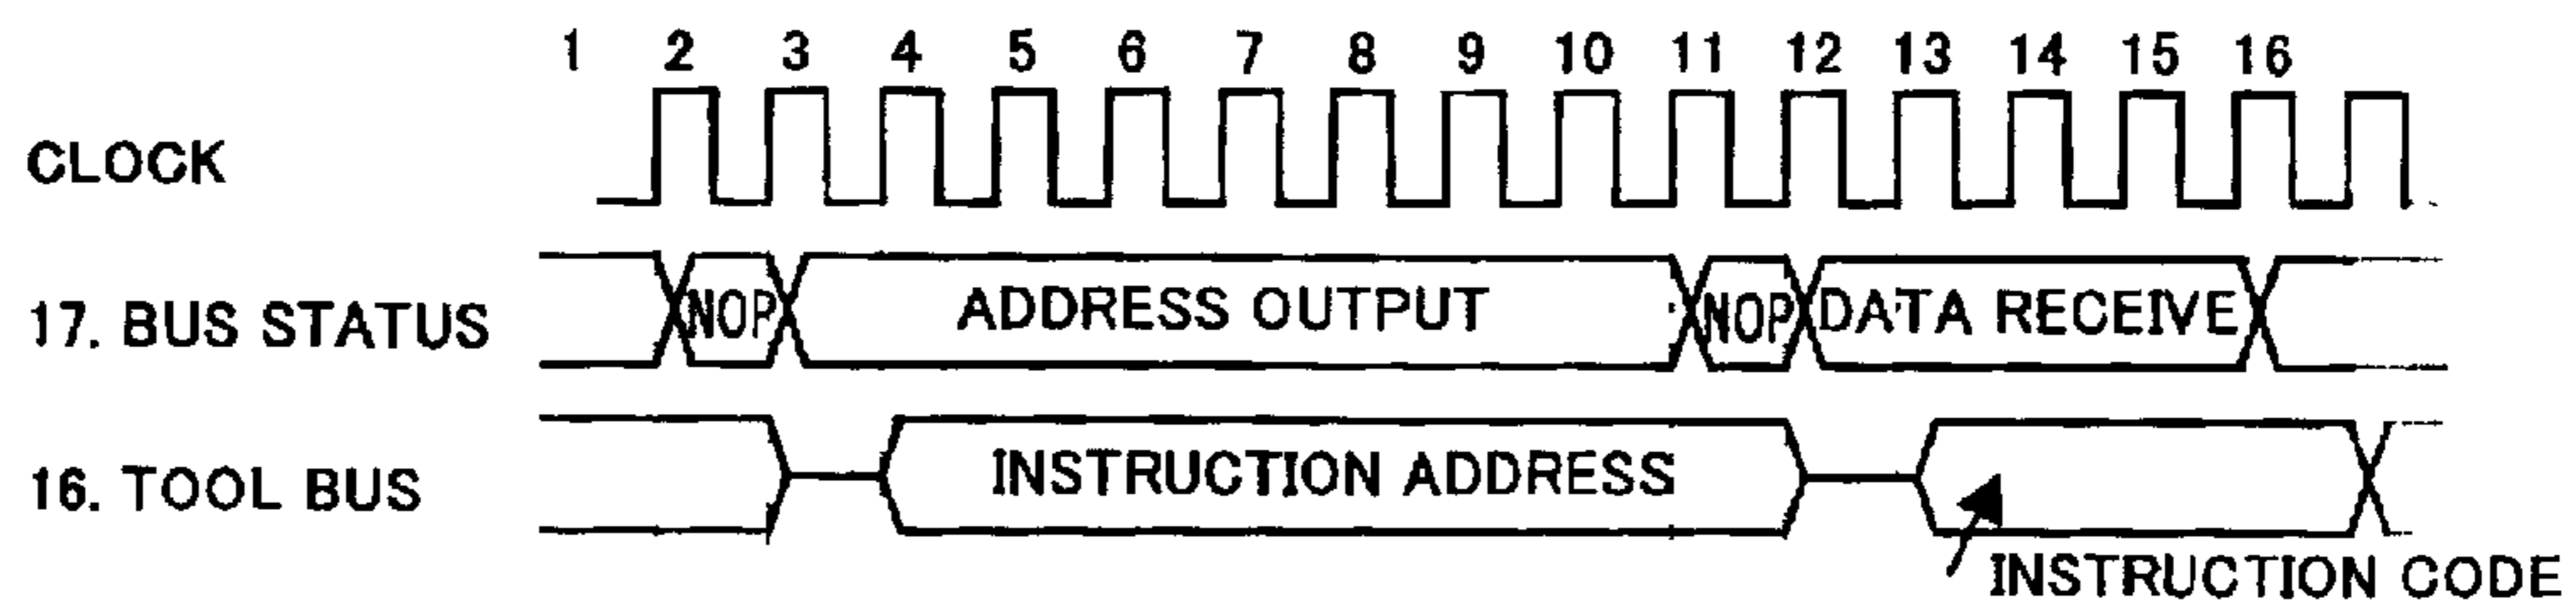 1 2 3 4 5 6 7 8 9 10 11 12 13 14 15 16
CLOCK
17. BUS STATUS NOP ADDRESS OUTPUT NOP DATA RECEIVE
16. TOOL BUS INSTRUCTION ADDRESS
INSTRUCTION CODE